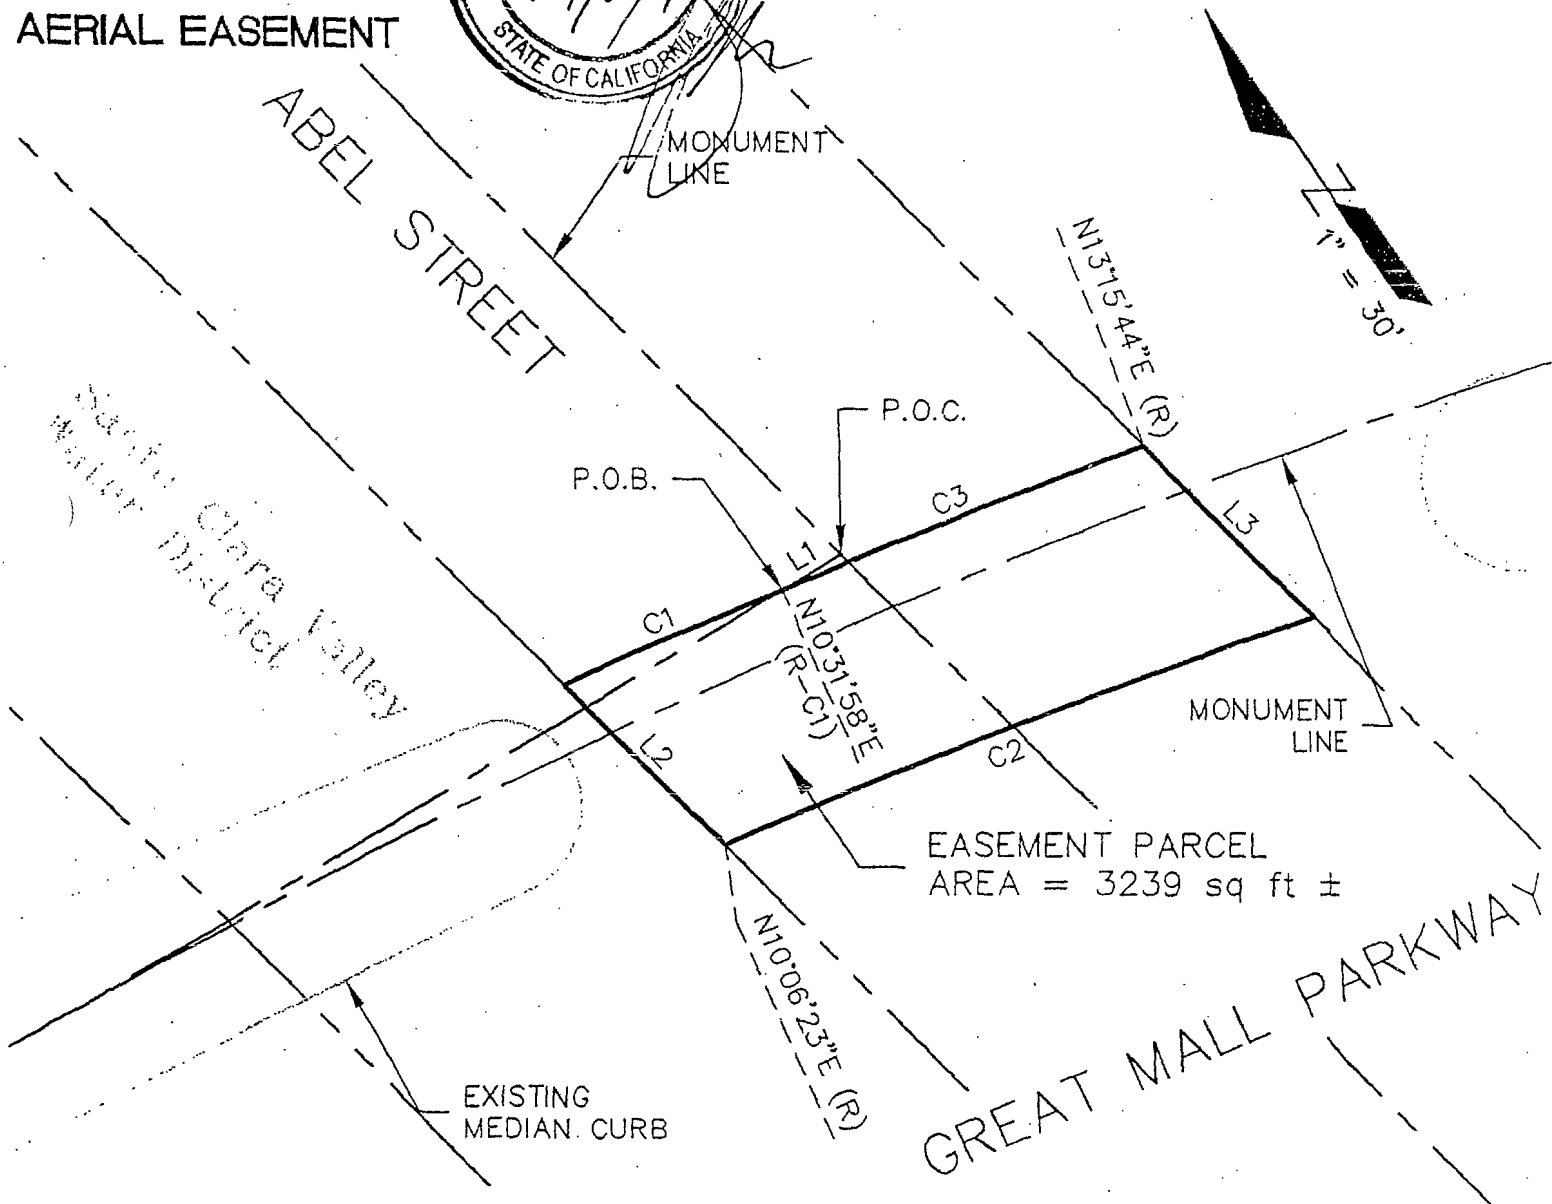 AERIAL EASEMENT
STATE OF CALIFORNIA
ABEL STREET
MONUMENT
LINE
Z
1" = 30'
N13°15'44"E (R)
P.O.C.
P.O.B.
C3
L1
L3
C1
N10°31'58"E
(R-C1)
Santa Clara Valley
Water District
L2
C2
MONUMENT
LINE
EASEMENT PARCEL
AREA = 3239 sq ft ±
N10°06'23"E (R)
GREAT MALL PARKWAY
EXISTING
MEDIAN. CURB